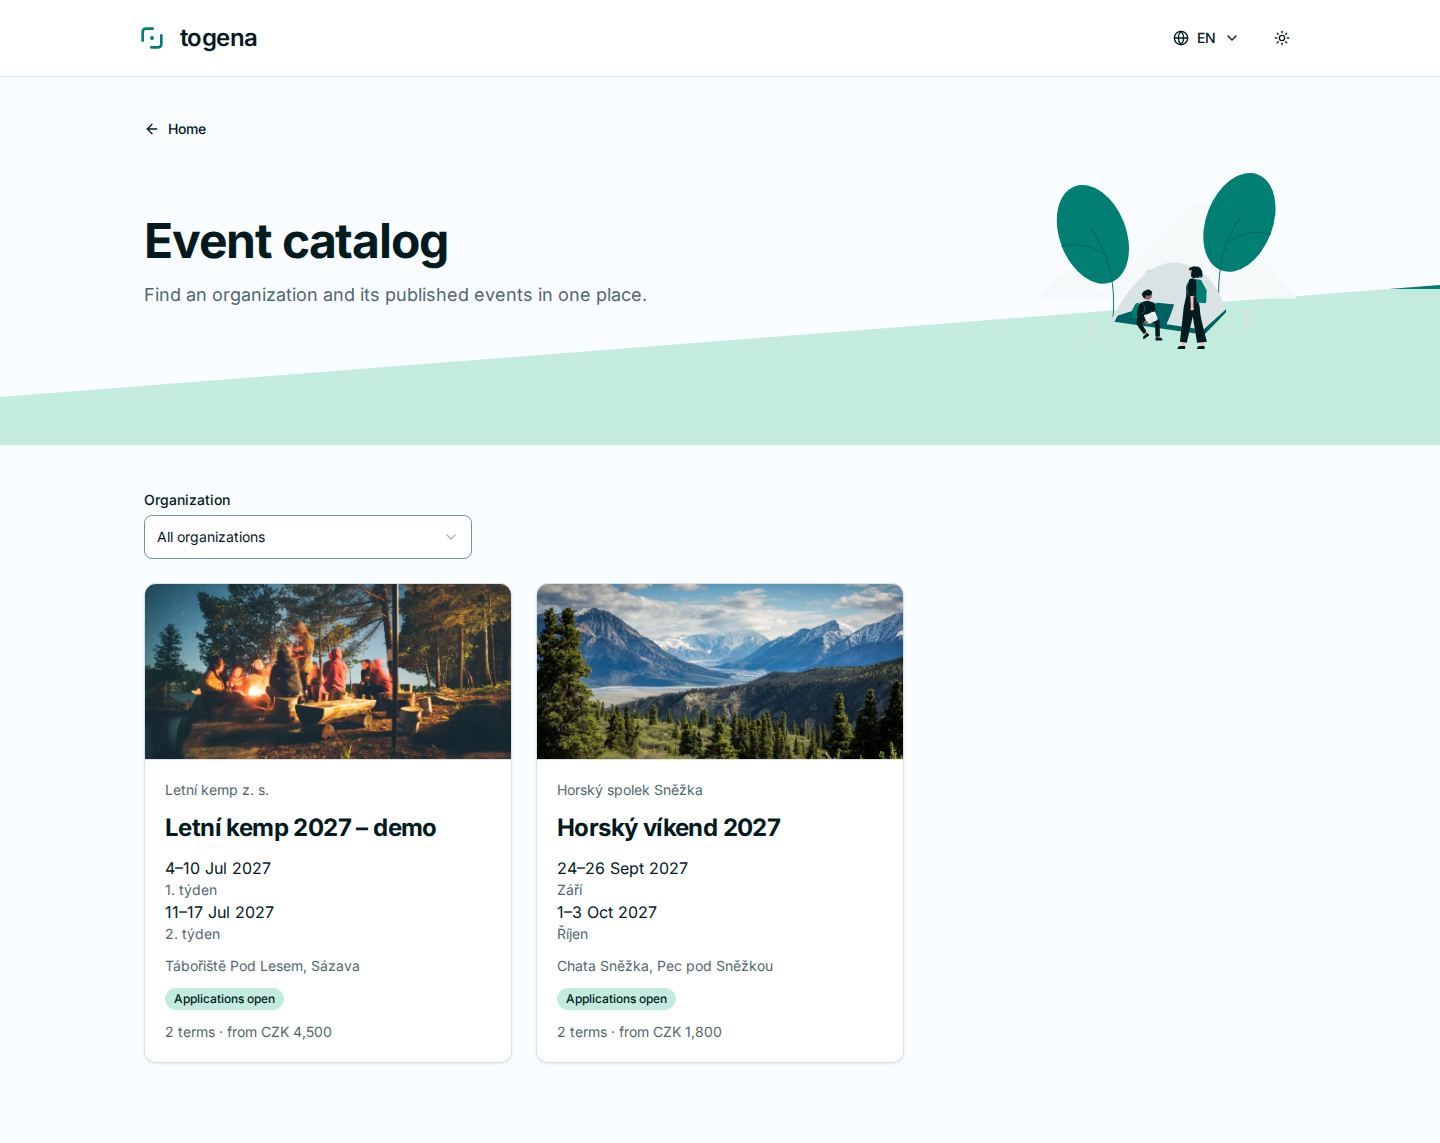 togena
EN
Home
Event catalog
Find an organization and its published events in one place.
Organization
All organizations
Letní kemp z. s.
Letní kemp 2027 – demo
4–10 Jul 2027
1. týden
11–17 Jul 2027
2. týden
Tábořiště Pod Lesem, Sázava
Applications open
2 terms · from CZK 4,500
Horský spolek Sněžka
Horský víkend 2027
24–26 Sept 2027
Září
1–3 Oct 2027
Říjen
Chata Sněžka, Pec pod Sněžkou
Applications open
2 terms · from CZK 1,800